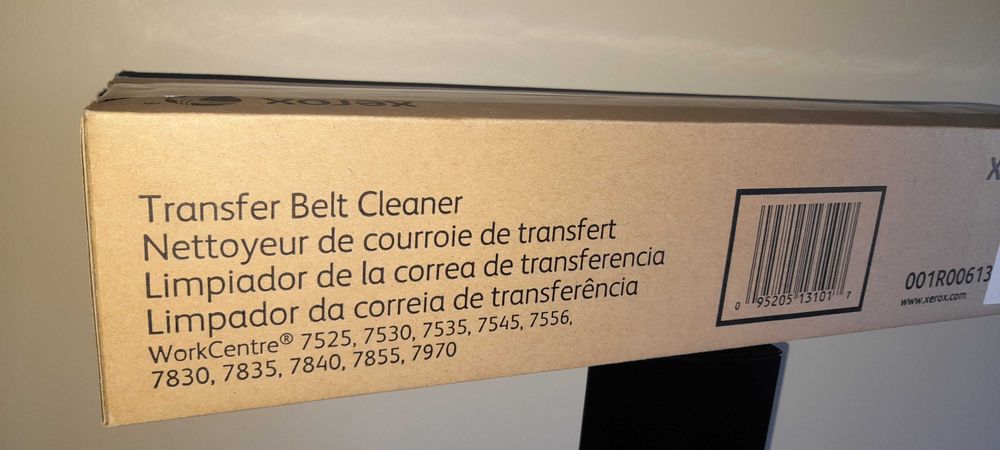 xerox
Transfer Belt Cleaner
Nettoyeur de courroie de transfert
Limpiador de la correa de transferencia
Limpador da correia de transferência
WorkCentre® 7525, 7530, 7535, 7545, 7556,
7830, 7835, 7840, 7855, 7970
0 95205 13101 7
X
001R00613
www.xerox.com